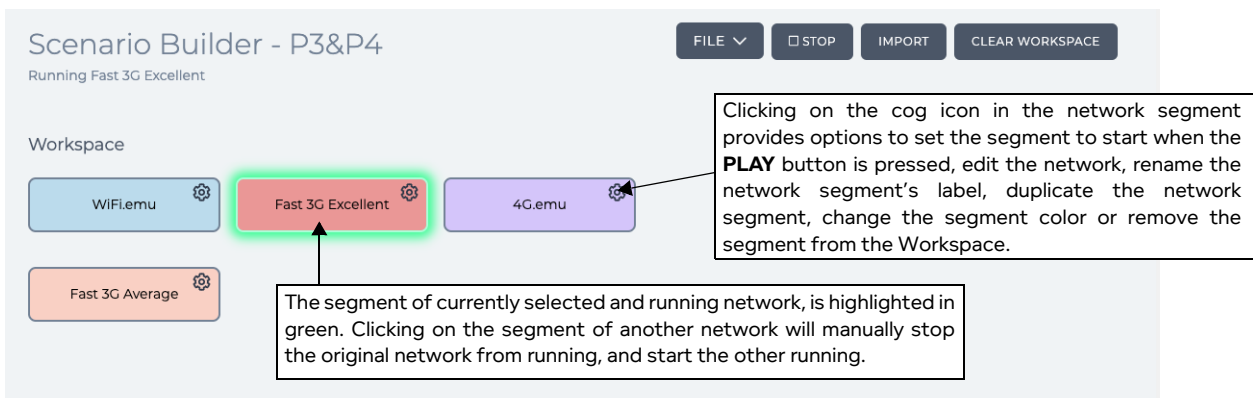 Scenario Builder - P3&P4
FILE
STOP
IMPORT
CLEAR WORKSPACE
Running Fast 3G Excellent
Clicking on the cog icon in the network segment
provides options to set the segment to start when the
PLAY button is pressed, edit the network, rename the
network segment's label, duplicate the network
segment, change the segment color or remove the
segment from the Workspace.
Workspace
WiFi.emu
Fast 3G Excellent
4G.emu
Fast 3G Average
The segment of currently selected and running network, is highlighted in
green. Clicking on the segment of another network will manually stop
the original network from running, and start the other running.